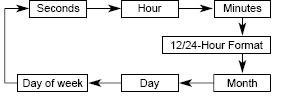 Seconds
Hour
Minutes
12/24-Hour Format
Month
Day
Day of week